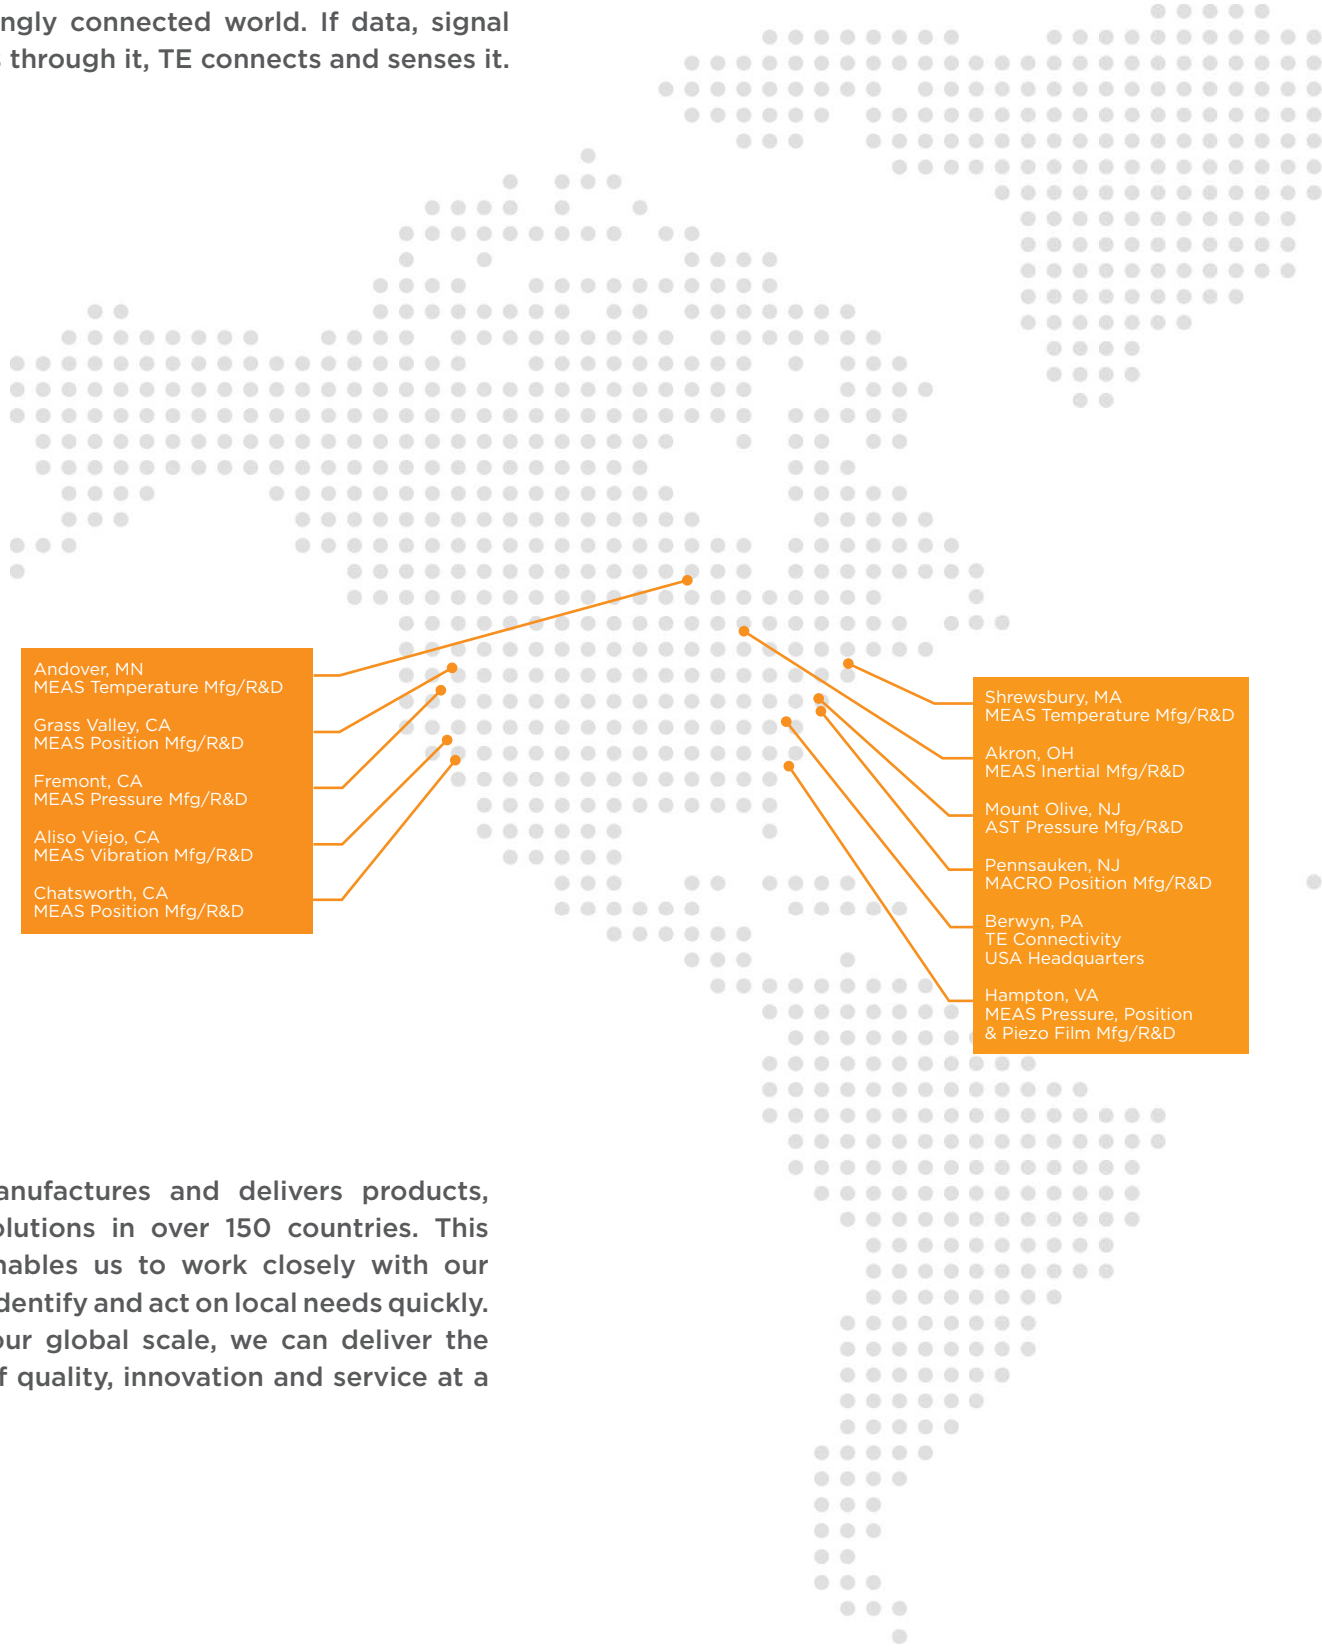 ngly connected world. If data, signal
through it, TE connects and senses it.
Andover, MN
MEAS Temperature Mfg/R&D
Grass Valley, CA
MEAS Position Mfg/R&D
Fremont, CA
MEAS Pressure Mfg/R&D
Aliso Viejo, CA
MEAS Vibration Mfg/R&D
Chatsworth, CA
MEAS Position Mfg/R&D
Shrewsbury, MA
MEAS Temperature Mfg/R&D
Akron, OH
MEAS Inertial Mfg/R&D
Mount Olive, NJ
AST Pressure Mfg/R&D
Pennsauken, NJ
MACRO Position Mfg/R&D
Berwyn, PA
TE Connectivity
USA Headquarters
Hampton, VA
MEAS Pressure, Position
& Piezo Film Mfg/R&D
anufactures and delivers products,
olutions in over 150 countries. This
nables us to work closely with our
dentify and act on local needs quickly.
our global scale, we can deliver the
f quality, innovation and service at a